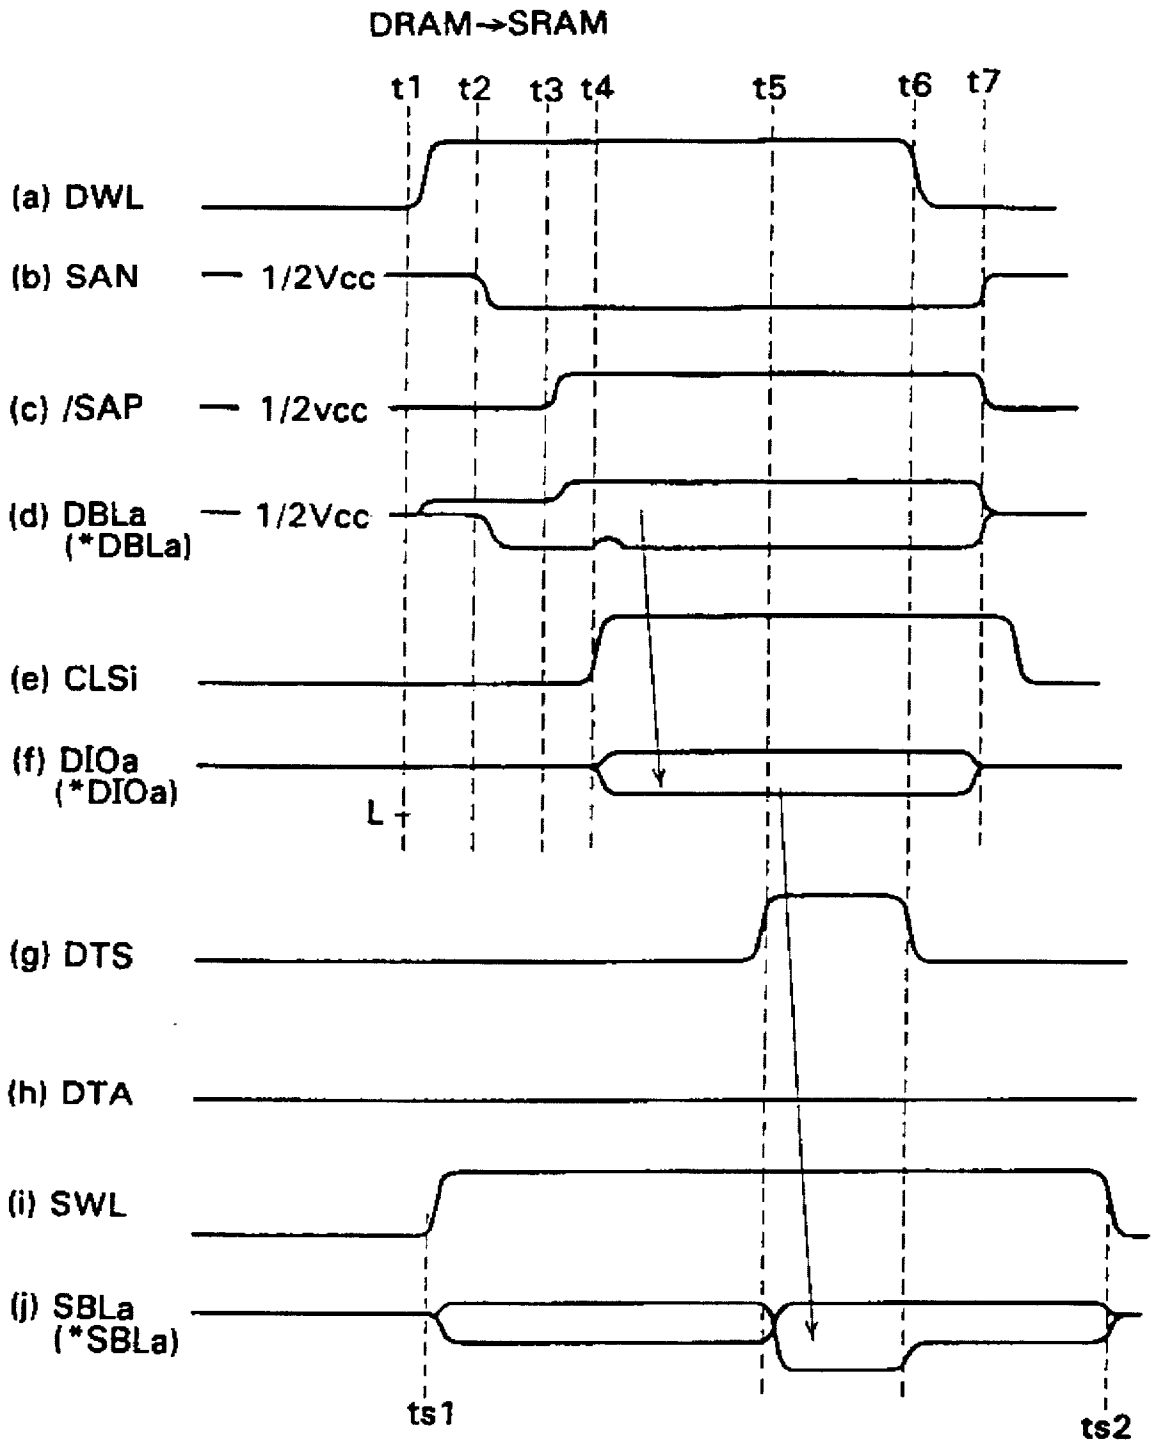 DRAM→SRAM
t1 t2 t3 t4 t5 t6 t7
(a) DWL
(b) SAN 1/2Vcc
(c) /SAP 1/2vcc
(d) DBLa 1/2Vcc
(*DBLa)
(e) CLSi
(f) DIOa
(*DIOa)
L
(g) DTS
(h) DTA
(i) SWL
(j) SBLa
(*SBLa)
ts1
ts2